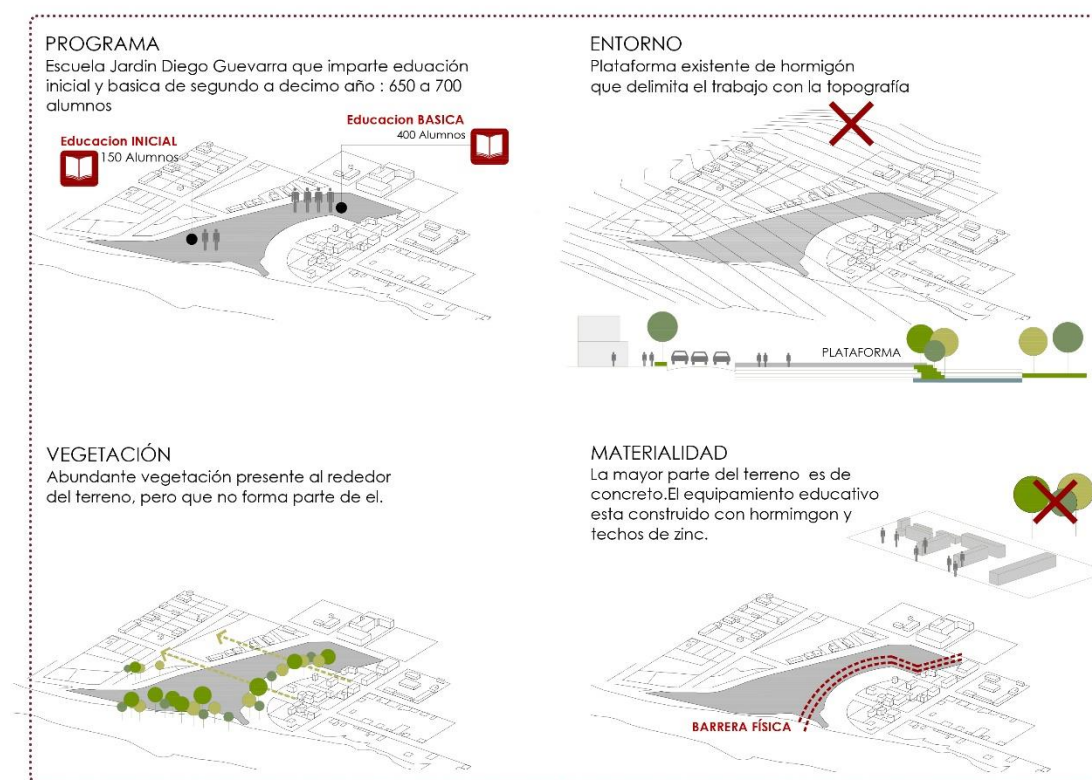 PROGRAMA
Escuela Jardín Diego Guevarra que imparte eduación
inicial y basica de segundo a decimo año : 650 a 700
alumnos
Educacion INICIAL
150 Alumnos
Educacion BASICA
400 Alumnos
ENTORNO
Plataforma existente de hormigón
que delimita el trabajo con la topografía
PLATAFORMA
VEGETACIÓN
Abundante vegetación presente al rededor
del terreno, pero que no forma parte de el.
MATERIALIDAD
La mayor parte del terreno es de
concreto.El equipamiento educativo
esta construido con hormimgon y
techos de zinc.
BARRERA FÍSICA